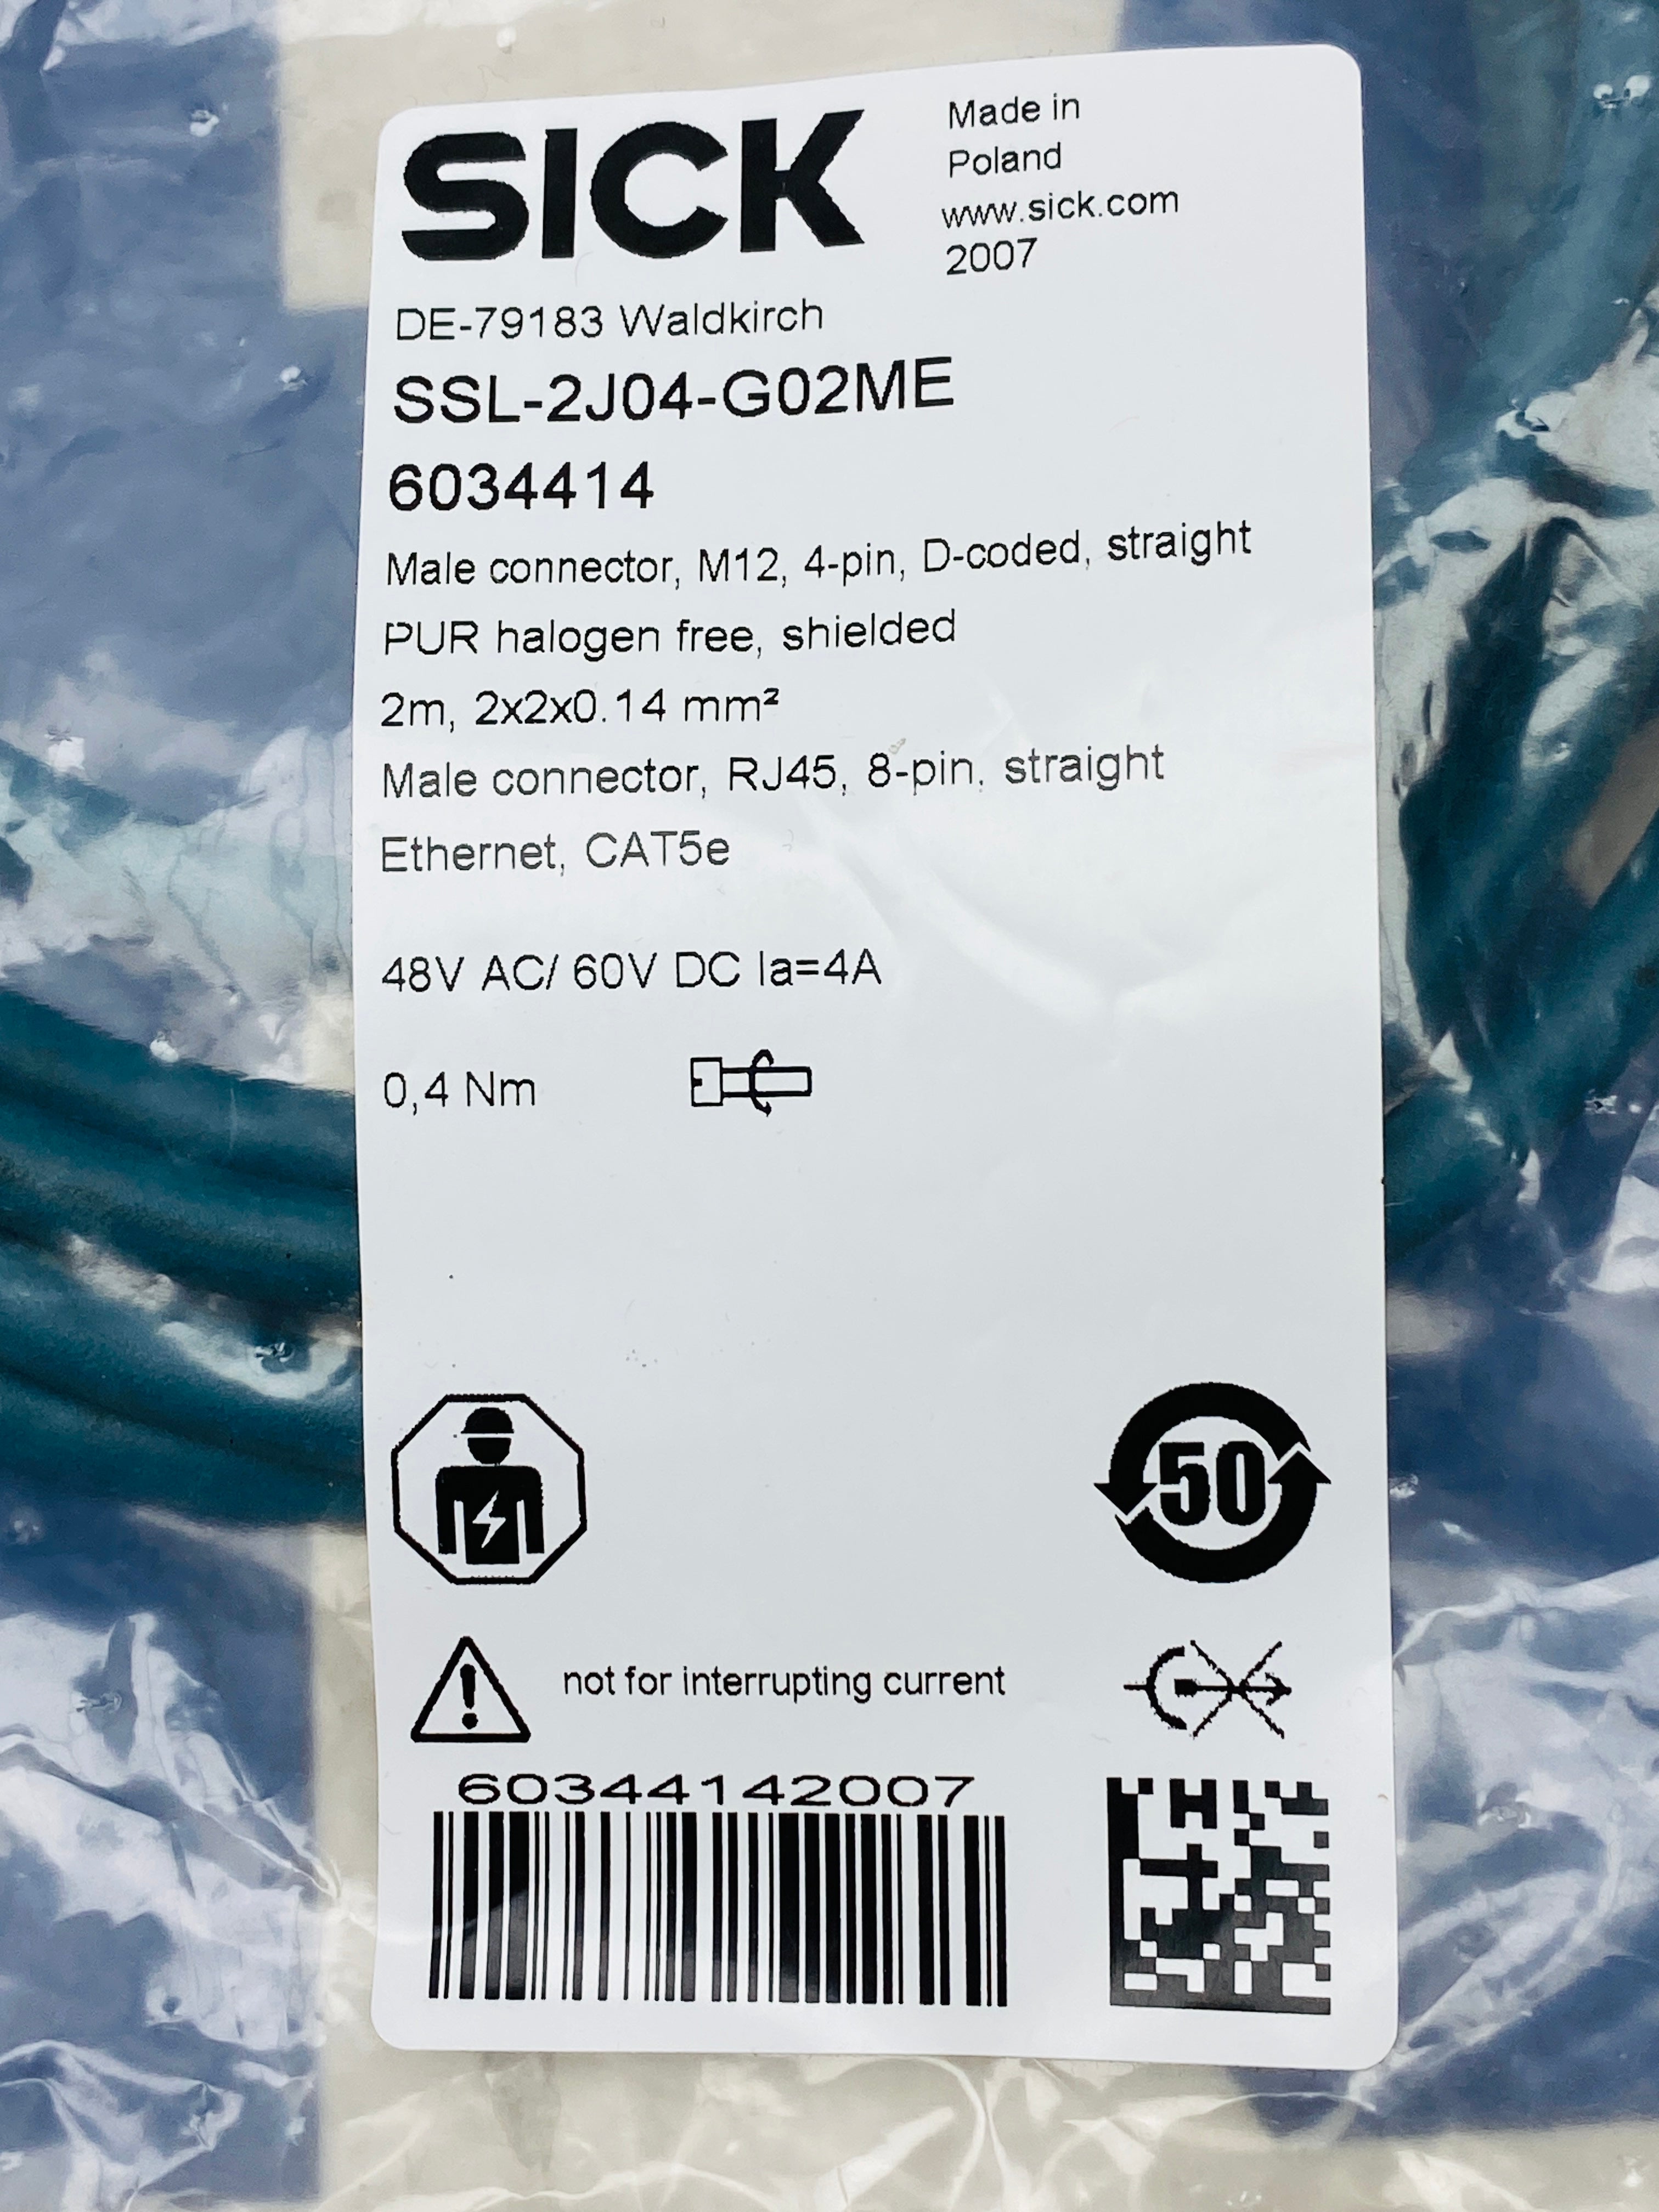 SICK
Made in
Poland
www.sick.com
2007
DE-79183 Waldkirch
SSL-2J04-G02ME
6034414
Male connector, M12, 4-pin, D-coded, straight
PUR halogen free, shielded
2m, 2x2x0.14 mm²
Male connector, RJ45, 8-pin, straight
Ethernet, CAT5e
48V AC/ 60V DC Ia=4A
0,4 Nm
50
not for interrupting current
60344142007